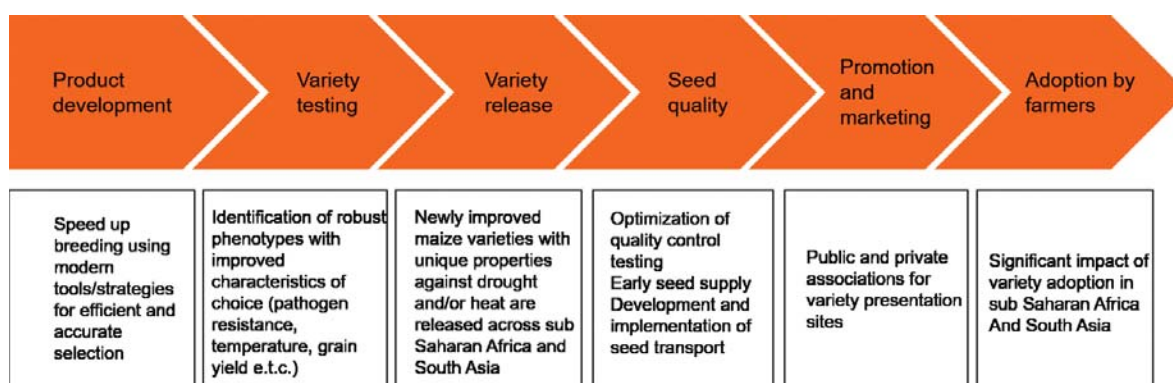 Product
development
Variety
testing
Variety
release
Seed
quality
Promotion
and
marketing
Adoption by
farmers
Speed up
breeding using
modern
tools/strategies
for efficient and
accurate
selection
Identification of robust
phenotypes with
improved
characteristics of
choice (pathogen
resistance,
temperature, grain
yield e.t.c.)
Newly improved
maize varieties with
unique properties
against drought
and/or heat are
released across sub
Saharan Africa and
South Asia
Optimization of
quality control
testing
Early seed supply
Development and
implementation of
seed transport
Public and private
associations for
variety presentation
sites
Significant impact of
variety adoption in
sub Saharan Africa
And South Asia